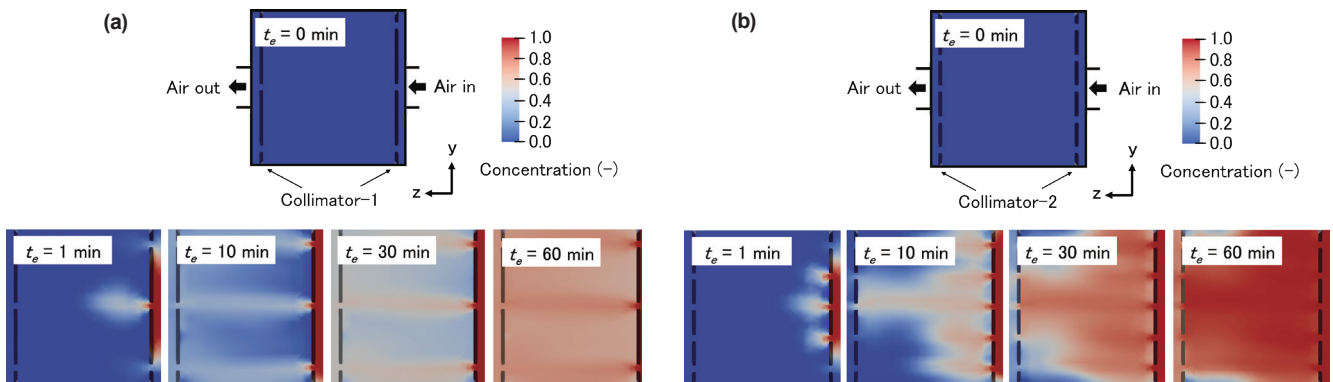 (a)
t_e = 0 min
Air out
Air in
1.0
0.8
0.6
0.4
0.2
0.0
Concentration (-)
y
z
Collimator-1
t_e = 1 min
t_e = 10 min
t_e = 30 min
t_e = 60 min
(b)
t_e = 0 min
Air out
Air in
1.0
0.8
0.6
0.4
0.2
0.0
Concentration (-)
y
z
Collimator-2
t_e = 1 min
t_e = 10 min
t_e = 30 min
t_e = 60 min